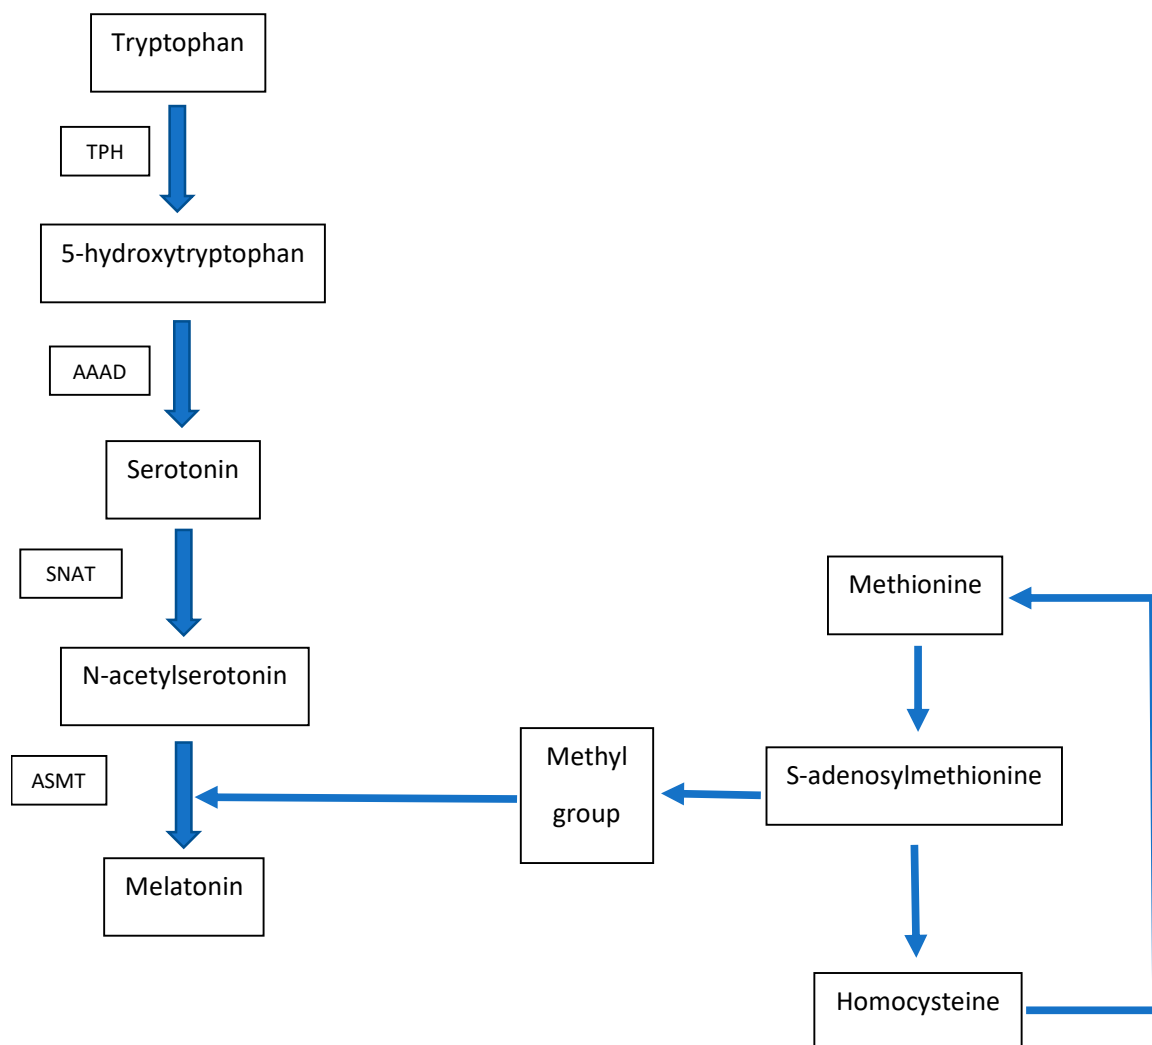 Tryptophan
TPH
5-hydroxytryptophan
AAAD
Serotonin
SNAT
N-acetylserotonin
ASMT
Melatonin
Methyl
group
Methionine
S-adenosylmethionine
Homocysteine